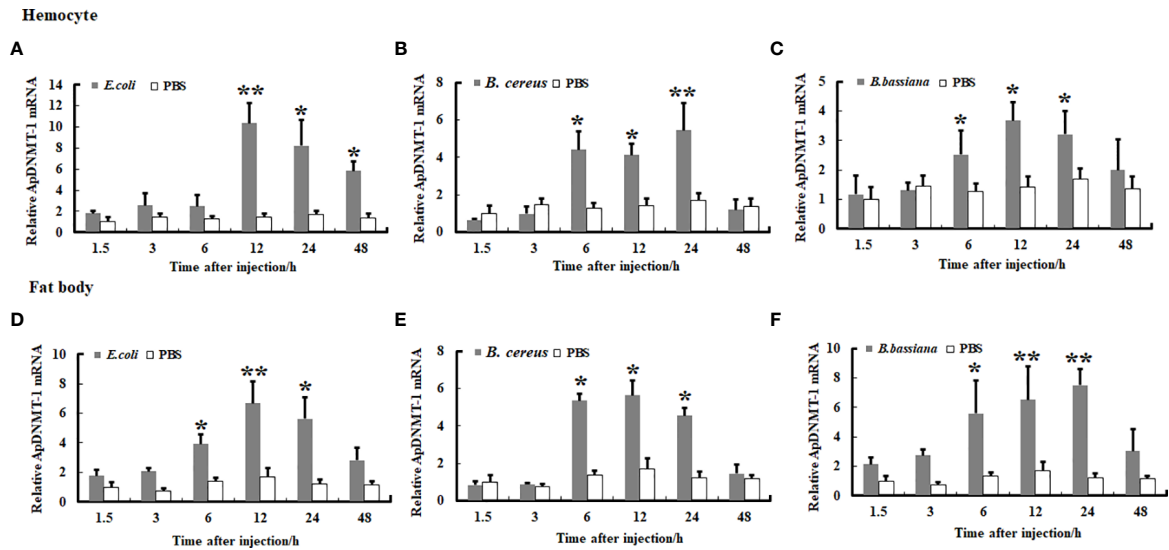 Hemocyte
A
Relative ApDNMT-1 mRNA
14
12
10
8
6
4
2
0
E.coli PBS
** * *
1.5 3 6 12 24 48
Time after injection/h
B
Relative ApDNMT-1 mRNA
8
6
4
2
0
B. cereus PBS
* * **
1.5 3 6 12 24 48
Time after injection/h
C
Relative ApDNMT-1 mRNA
5
4
3
2
1
0
B.bassiana PBS
* * *
1.5 3 6 12 24 48
Time after injection/h
Fat body
D
Relative ApDNMT-1 mRNA
10
8
6
4
2
0
E.coli PBS
* ** *
1.5 3 6 12 24 48
Time after injection/h
E
Relative ApDNMT-1 mRNA
8
6
4
2
0
B. cereus PBS
* * *
1.5 3 6 12 24 48
Time after injection/h
F
Relative ApDNMT-1 mRNA
10
8
6
4
2
0
B.bassiana PBS
* ** **
1.5 3 6 12 24 48
Time after injection/h